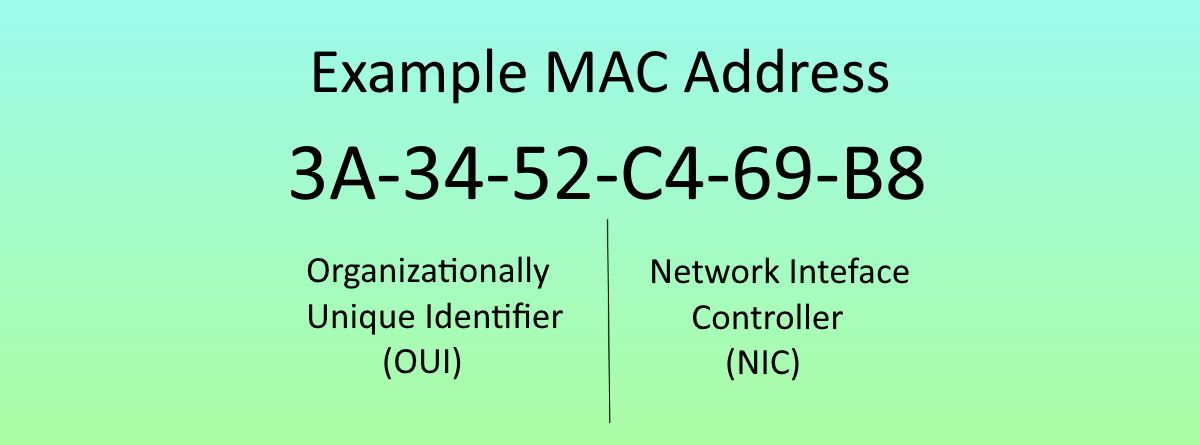 Example MAC Address
3A-34-52-C4-69-B8
Organizationally
Unique Identifier
(OUI)
Network Inteface
Controller
(NIC)